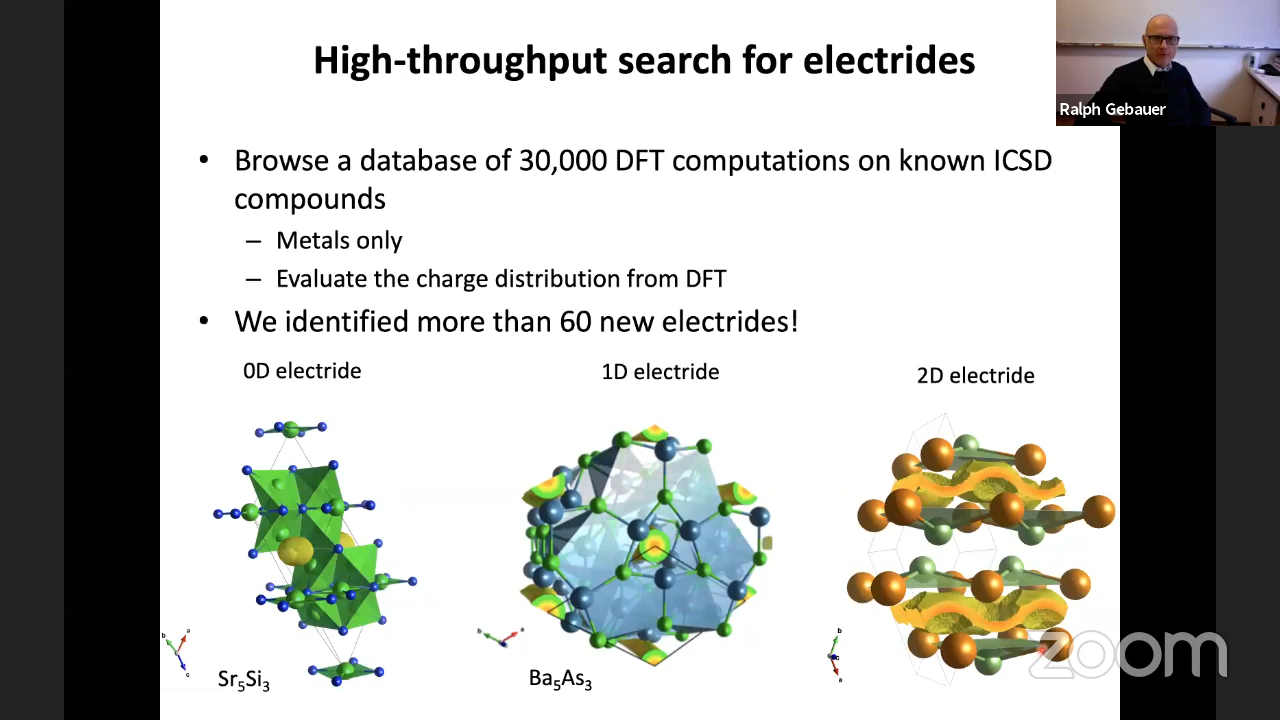 High-throughput search for electrides
Ralph Gebauer
• Browse a database of 30,000 DFT computations on known ICSD
compounds
– Metals only
– Evaluate the charge distribution from DFT
• We identified more than 60 new electrides!
0D electride
1D electride
2D electride
b a c
b a
b c a
Sr₅Si₃
Ba₅As₃
zoom